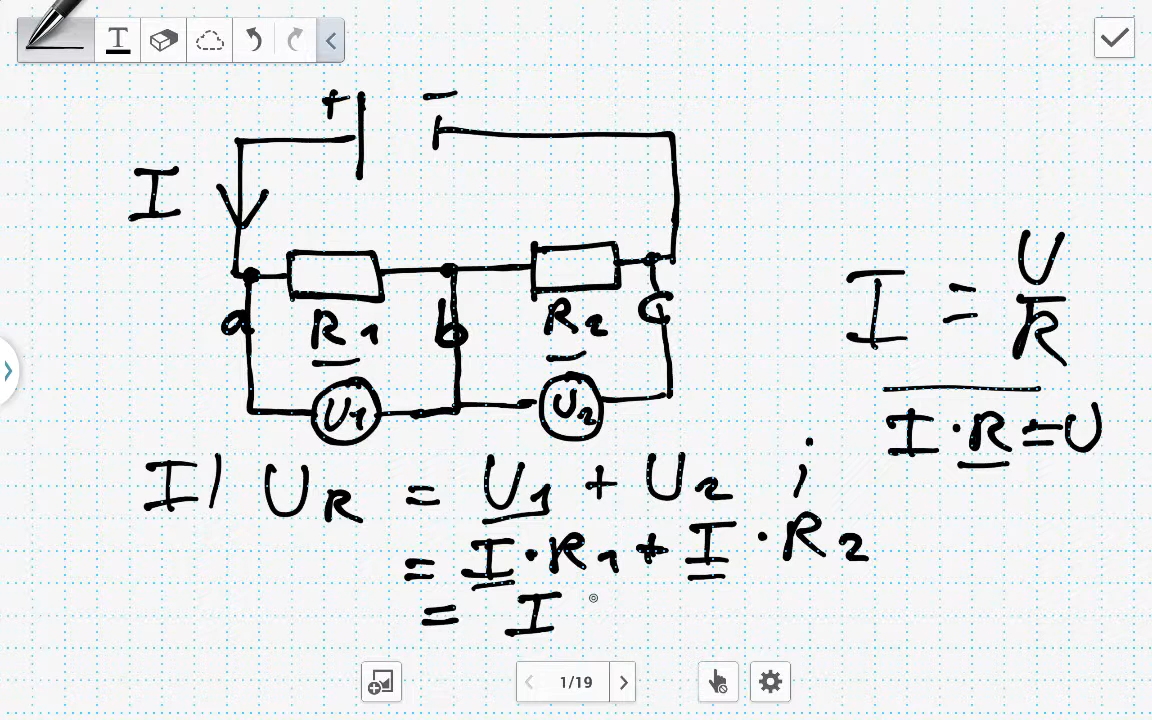 T
+ −
I
a R1 b R2 C
U1 U2
I = U/R
I · R = U
I) UR = U1 + U2 ;
= I · R1 + I · R2
= I
1/19